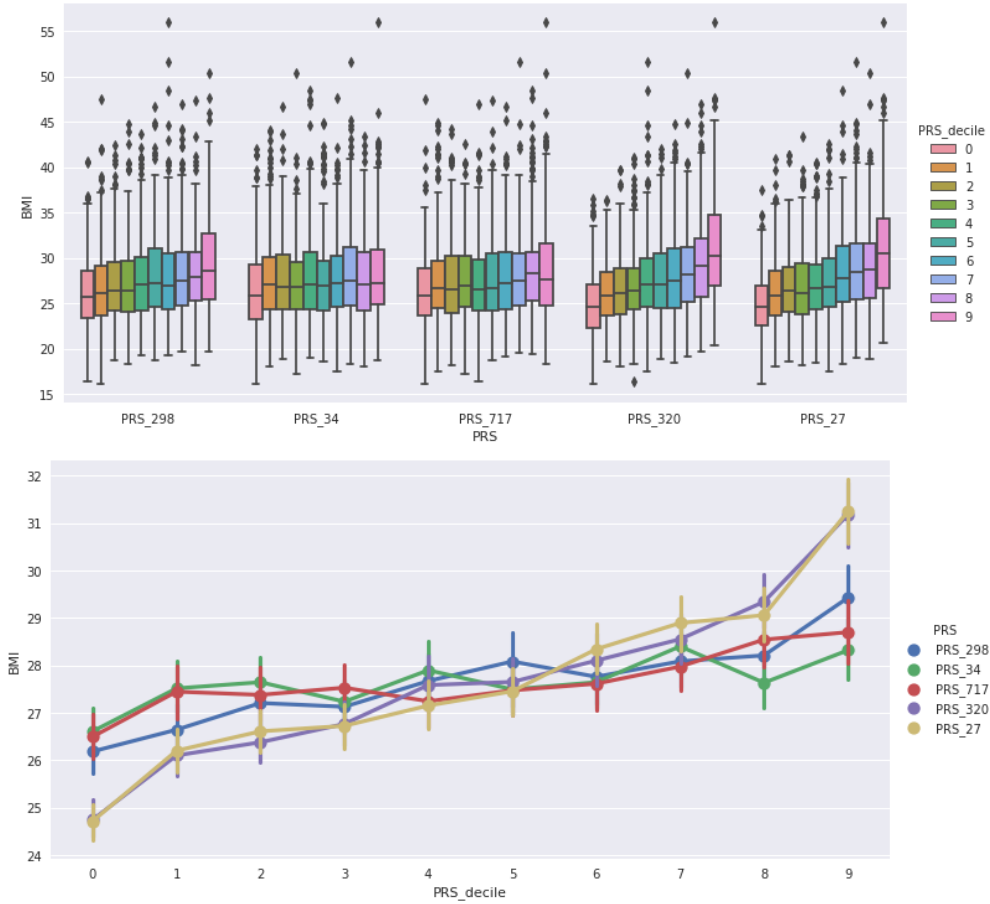 55
50
45
40
35
30
25
20
15
BMI
PRS_298 PRS_34 PRS_717 PRS_320 PRS_27
PRS
PRS_decile
0
1
2
3
4
5
6
7
8
9
32
31
30
29
28
27
26
25
24
BMI
0 1 2 3 4 5 6 7 8 9
PRS_decile
PRS
PRS_298
PRS_34
PRS_717
PRS_320
PRS_27